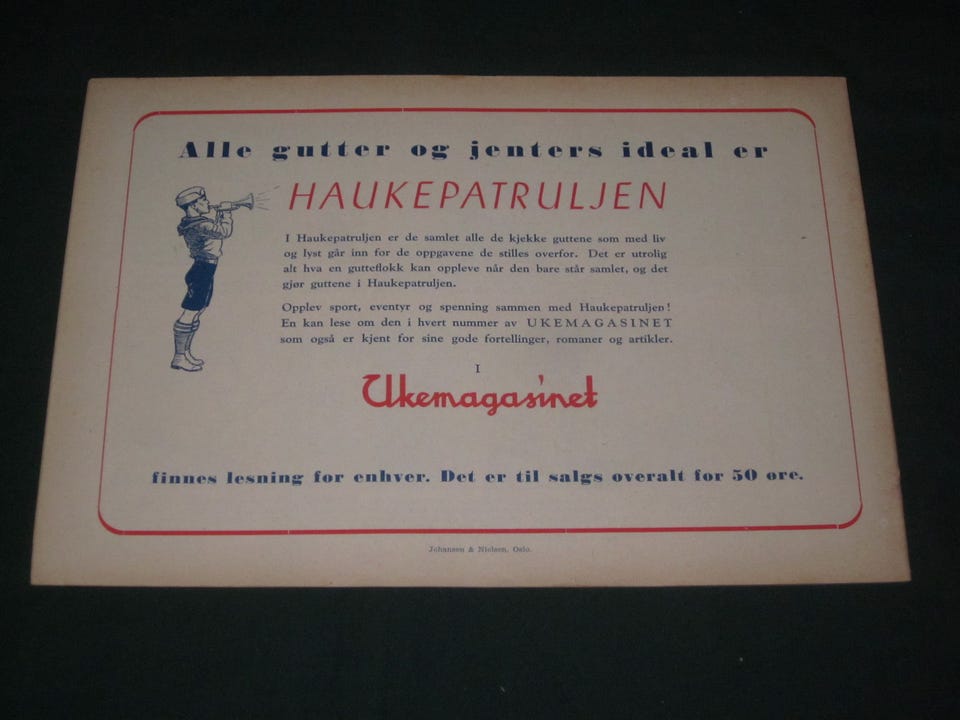 Alle gutter og jenters ideal er
HAUKEPATRULJEN
I Haukepatruljen er de samlet alle de kjekke guttene som med liv
og lyst går inn for de oppgavene de stilles overfor. Det er utrolig
alt hva en gutteflokk kan oppleve når den bare står samlet, og det
gjør guttene i Haukepatruljen.
Opplev sport, eventyr og spenning sammen med Haukepatruljen!
En kan lese om den i hvert nummer av UKEMAGASINET
som også er kjent for sine gode fortellinger, romaner og artikler.
I
Ukemagasinet
finnes lesning for enhver. Det er til salgs overalt for 50 øre.
Johansen & Nielsen, Oslo.